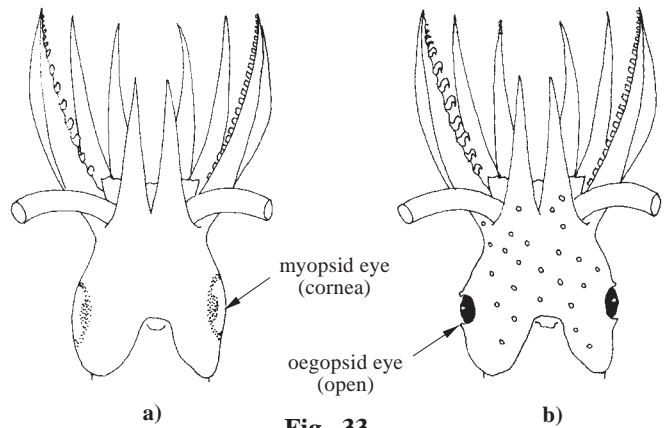 myopsid eye
(cornea)
oegopsid eye
(open)
a)
b)
Fig. 33